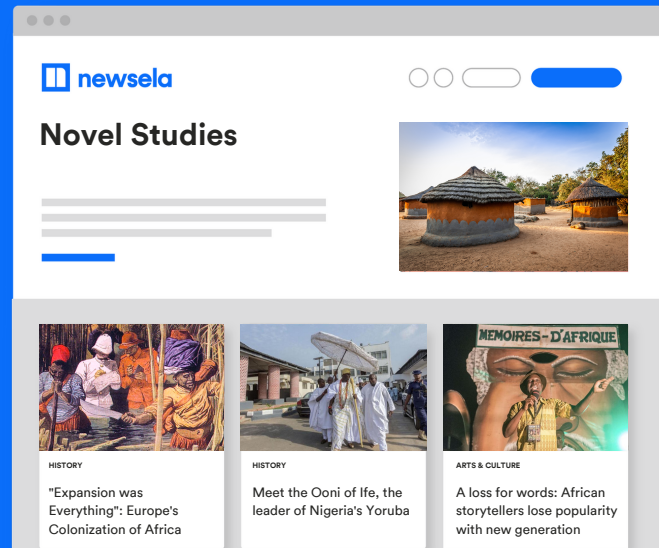 newsela
Novel Studies
MEMOIRES-D'AFRIQUE
HISTORY
"Expansion was
Everything": Europe's
Colonization of Africa
HISTORY
Meet the Ooni of Ife, the
leader of Nigeria's Yoruba
ARTS & CULTURE
A loss for words: African
storytellers lose popularity
with new generation